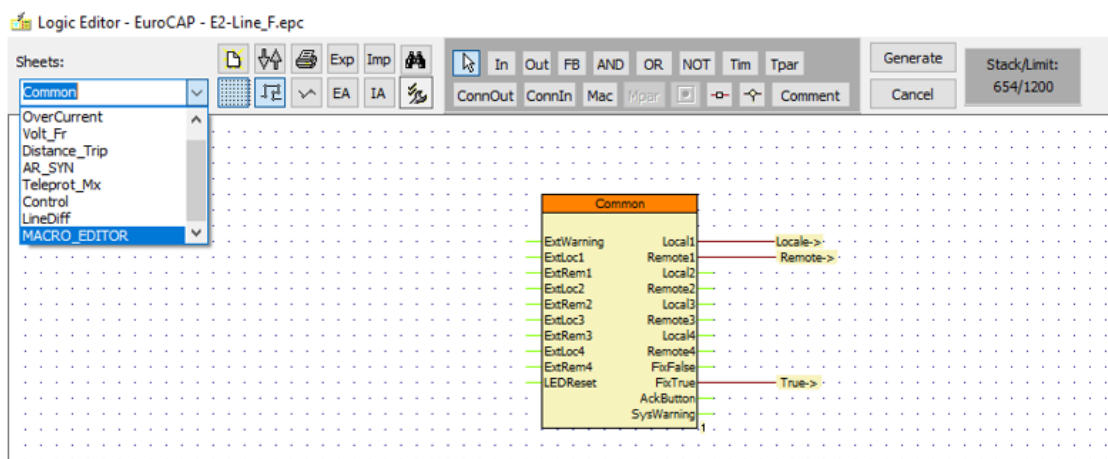 Logic Editor - EuroCAP - E2-Line_F.epc
Sheets:
Common
OverCurrent
Volt_Fr
Distance_Trip
AR_SYN
Teleprot_Mx
Control
LineDiff
MACRO_EDITOR
Exp Imp
EA IA
In Out FB AND OR NOT Tim Tpar
ConnOut ConnIn Mac Mpar Comment
Generate
Cancel
Stack/Limit:
654/1200
Common
ExtWarning Local1 Locale->
ExtLoc1 Remote1 Remote->
ExtRem1 Local2
ExtLoc2 Remote2
ExtRem2 Local3
ExtLoc3 Remote3
ExtRem3 Local4
ExtLoc4 Remote4
ExtRem4 FixFalse
LEDReset FixTrue True->
AckButton
SysWarning
1